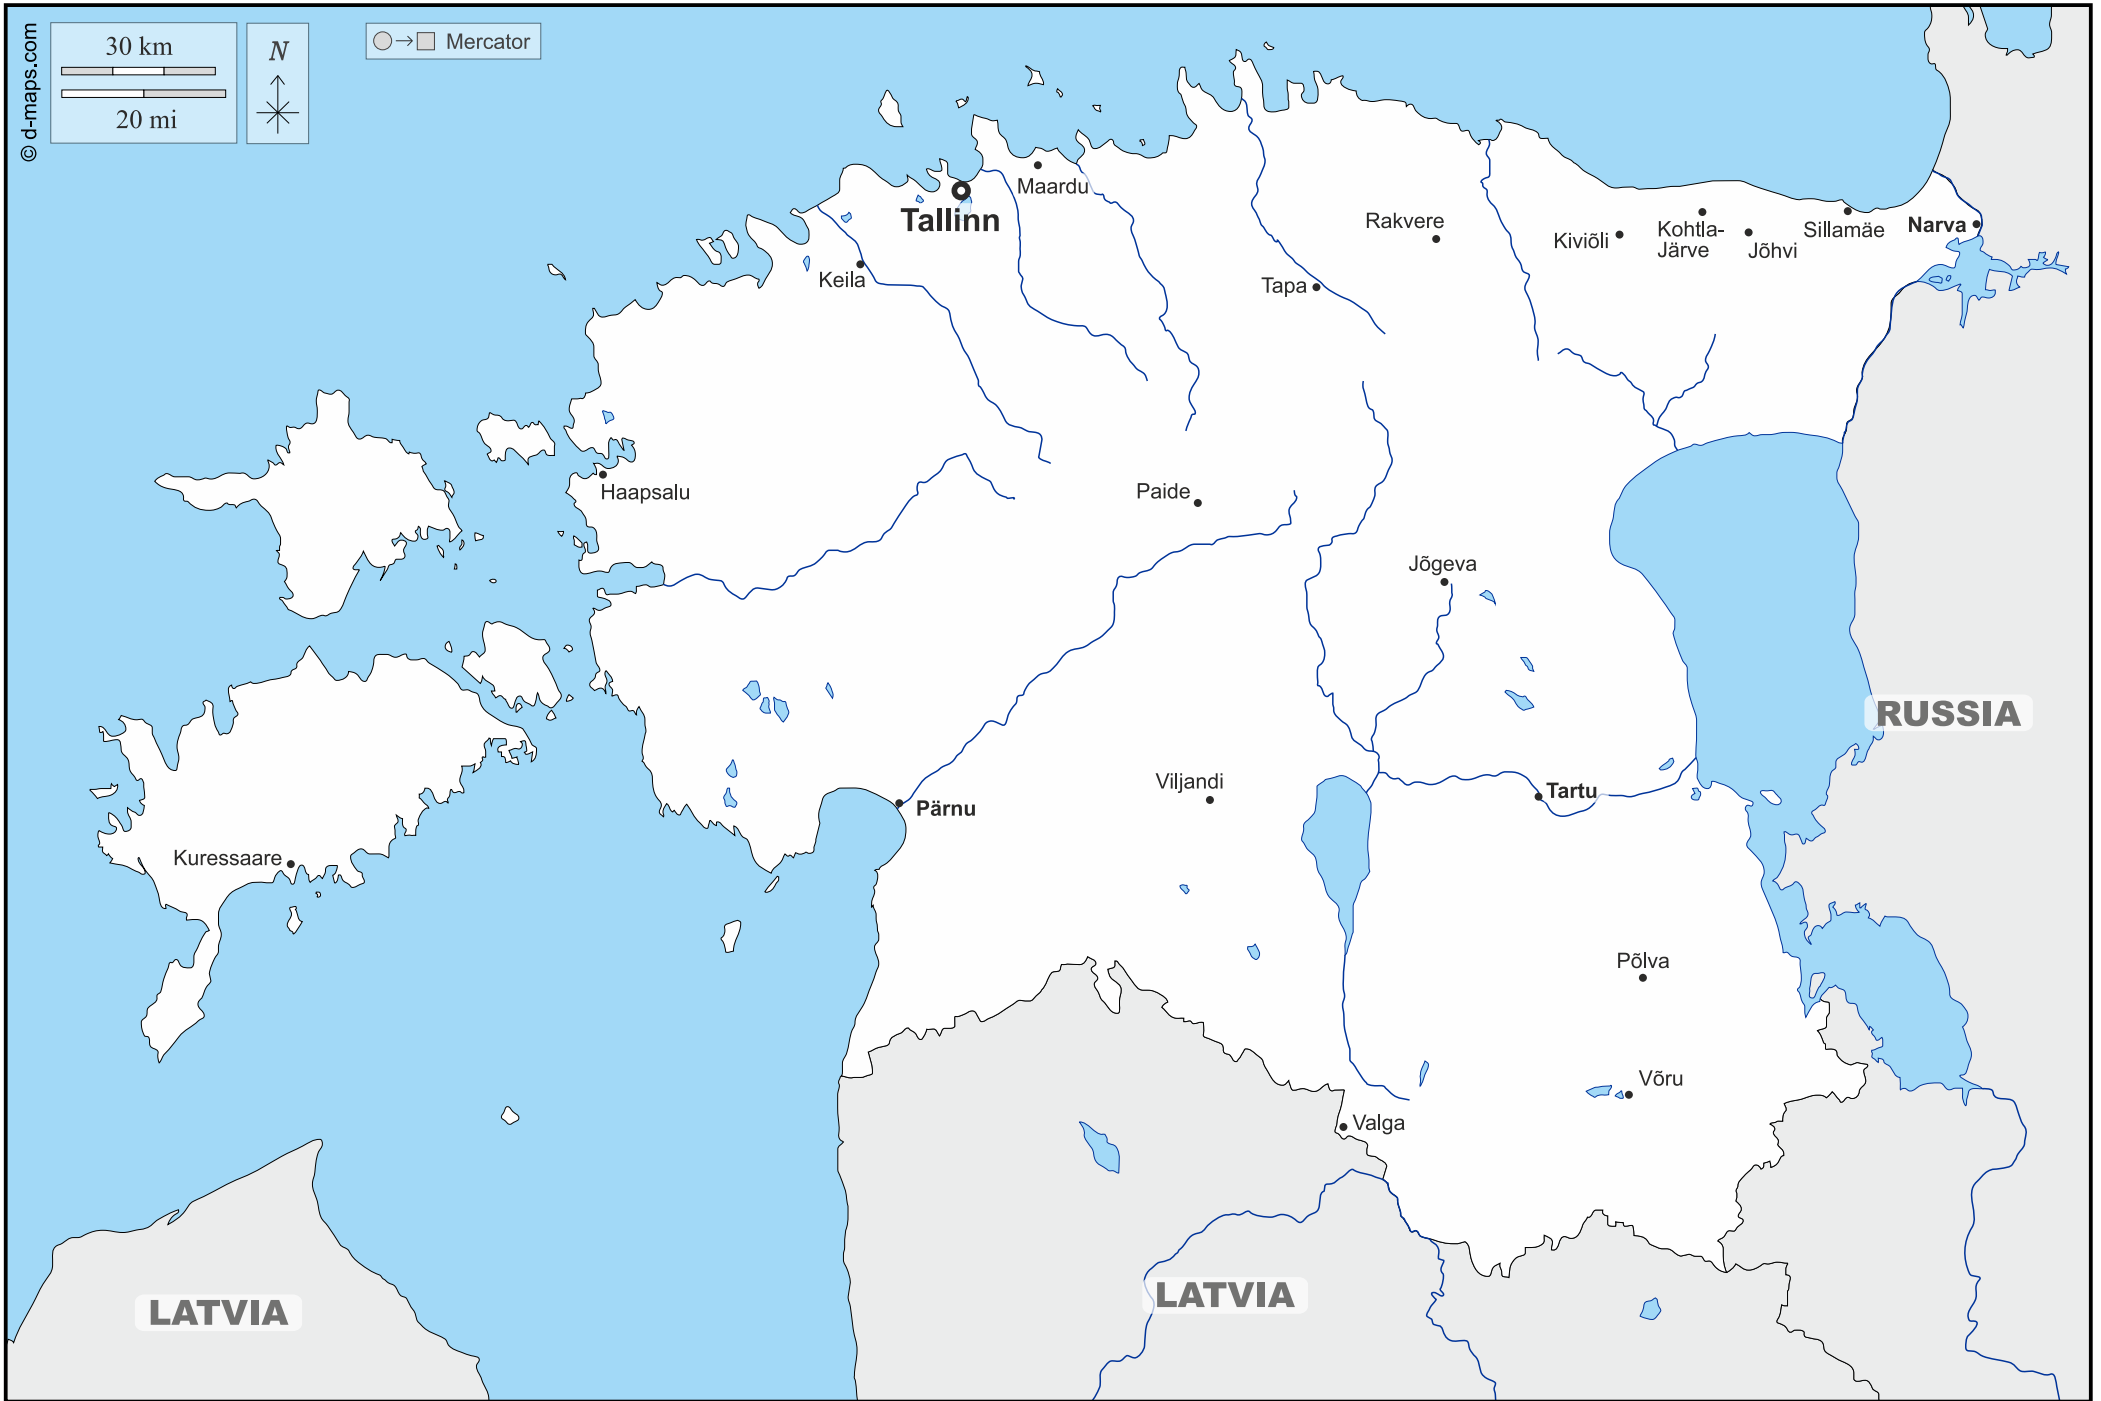 © d-maps.com
30 km
20 mi
N
Mercator
Maardu
Tallinn
Rakvere
Kiviõli
Kohtla-
Järve
Jõhvi
Sillamäe
Narva
Keila
Tapa
Haapsalu
Paide
Jõgeva
RUSSIA
Viljandi
Tartu
Pärnu
Kuressaare
Põlva
Võru
Valga
LATVIA
LATVIA